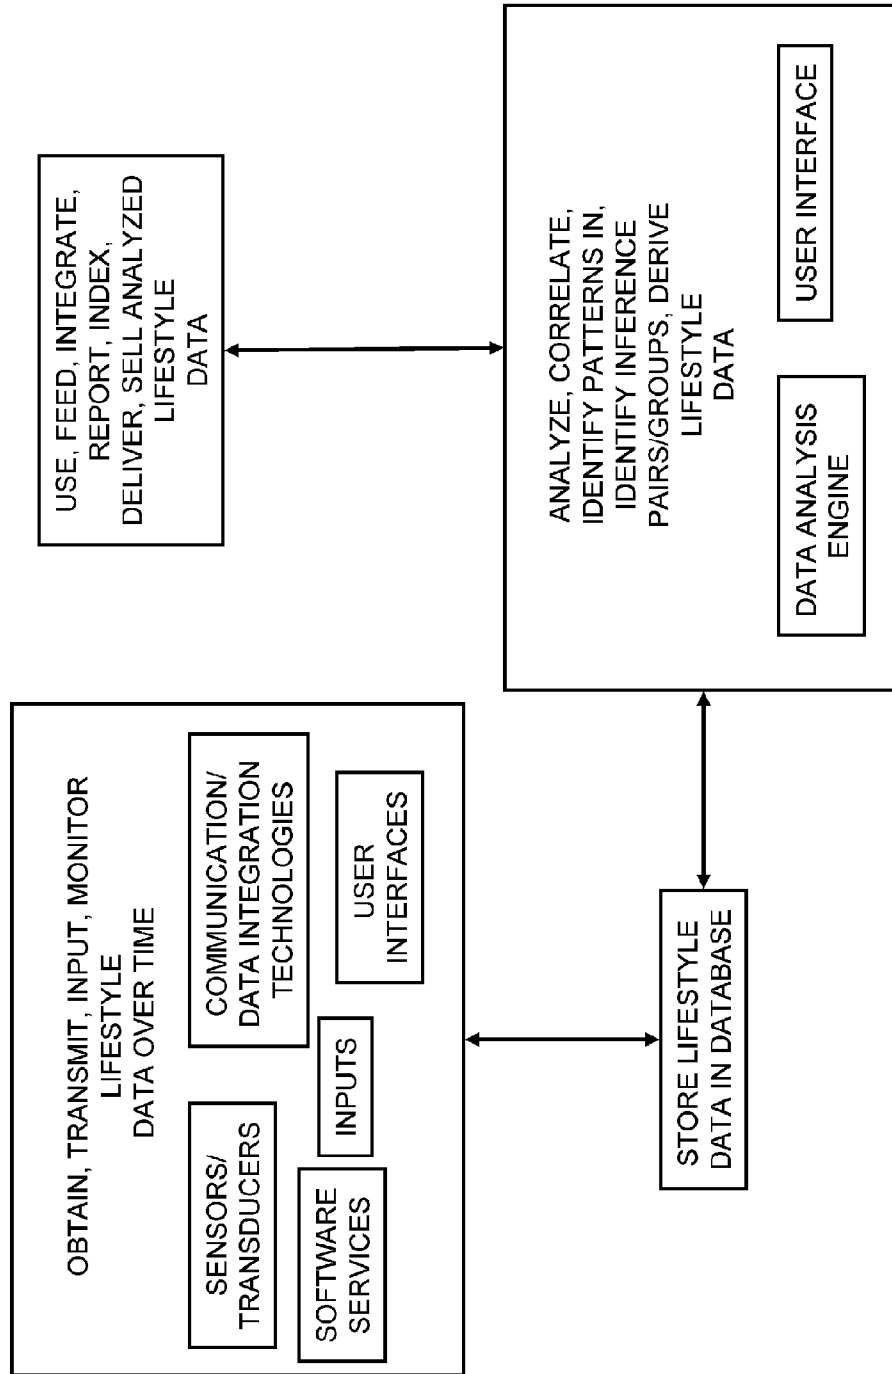 OBTAIN, TRANSMIT, INPUT, MONITOR
LIFESTYLE
DATA OVER TIME
SENSORS/
TRANSDUCERS
COMMUNICATION/
DATA INTEGRATION
TECHNOLOGIES
SOFTWARE
SERVICES
INPUTS
USER
INTERFACES
STORE LIFESTYLE
DATA IN DATABASE
USE, FEED, INTEGRATE,
REPORT, INDEX,
DELIVER, SELL ANALYZED
LIFESTYLE
DATA
ANALYZE, CORRELATE,
IDENTIFY PATTERNS IN,
IDENTIFY INFERENCE
PAIRS/GROUPS, DERIVE
LIFESTYLE
DATA
DATA ANALYSIS
ENGINE
USER INTERFACE